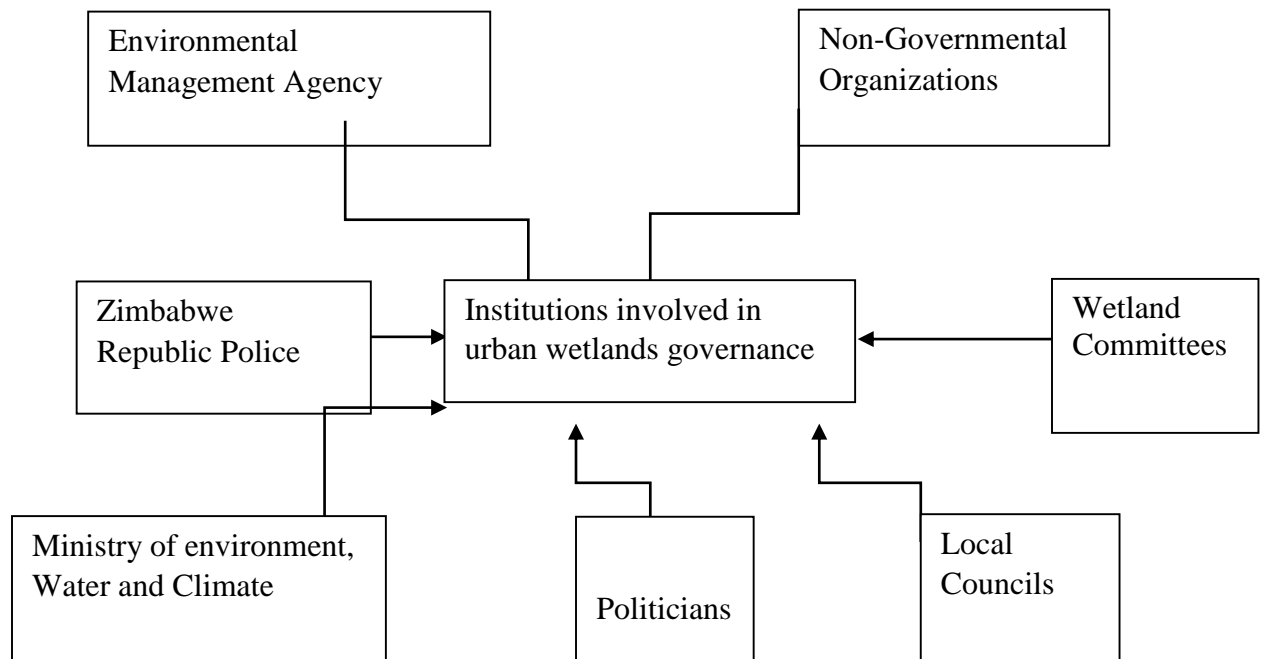 Environmental
Management Agency
Non-Governmental
Organizations
Zimbabwe
Republic Police
Institutions involved in
urban wetlands governance
Wetland
Committees
Ministry of environment,
Water and Climate
Politicians
Local
Councils